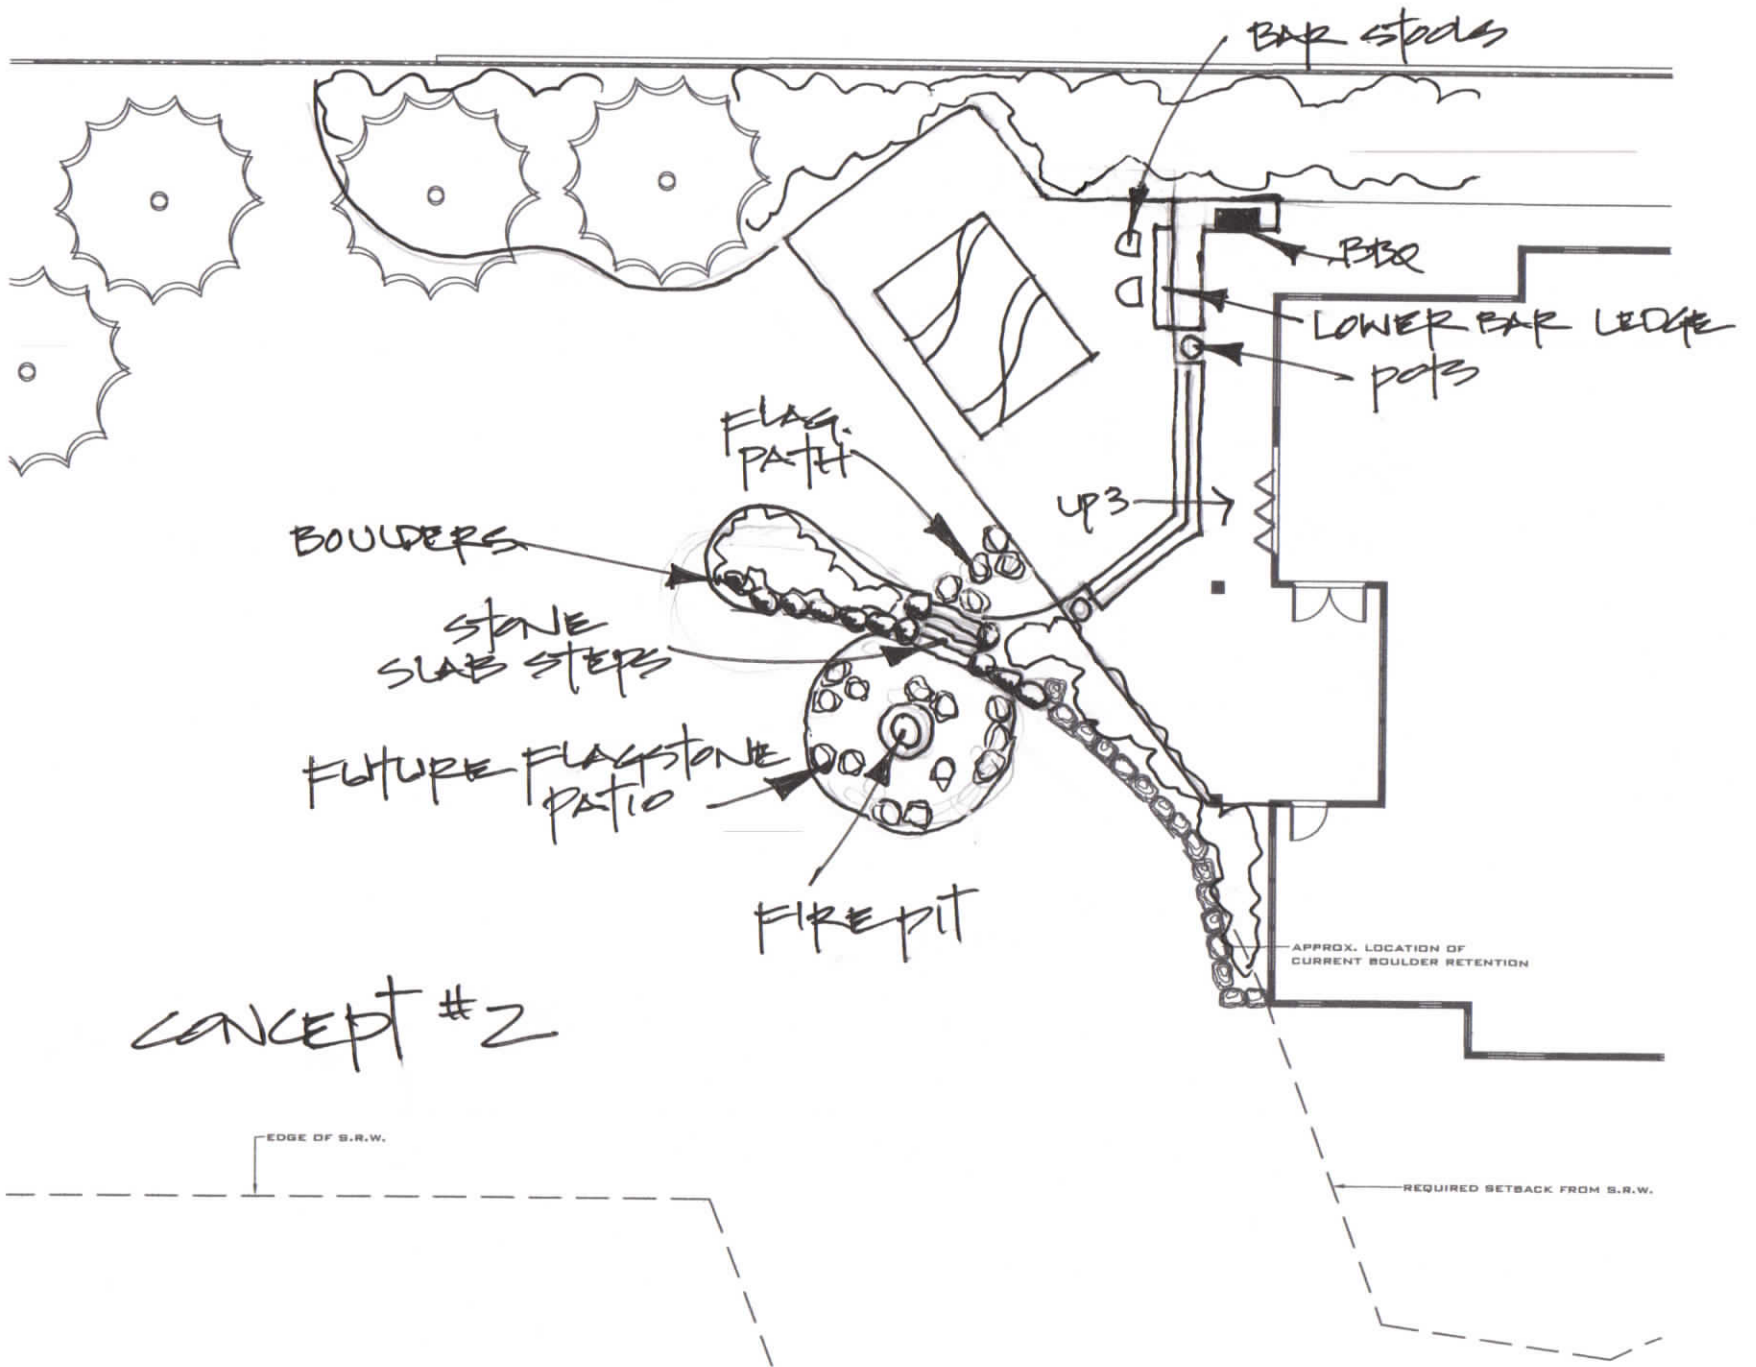 BAR STOOLS
BBQ
LOWER BAR LEDGE
POTS
FLAG.
PATH
UP 3
BOULDERS
STONE
SLAB STEPS
FUTURE FLAGSTONE
PATIO
FIREPIT
APPROX. LOCATION OF
CURRENT BOULDER RETENTION
CONCEPT #2
EDGE OF S.R.W.
REQUIRED SETBACK FROM S.R.W.